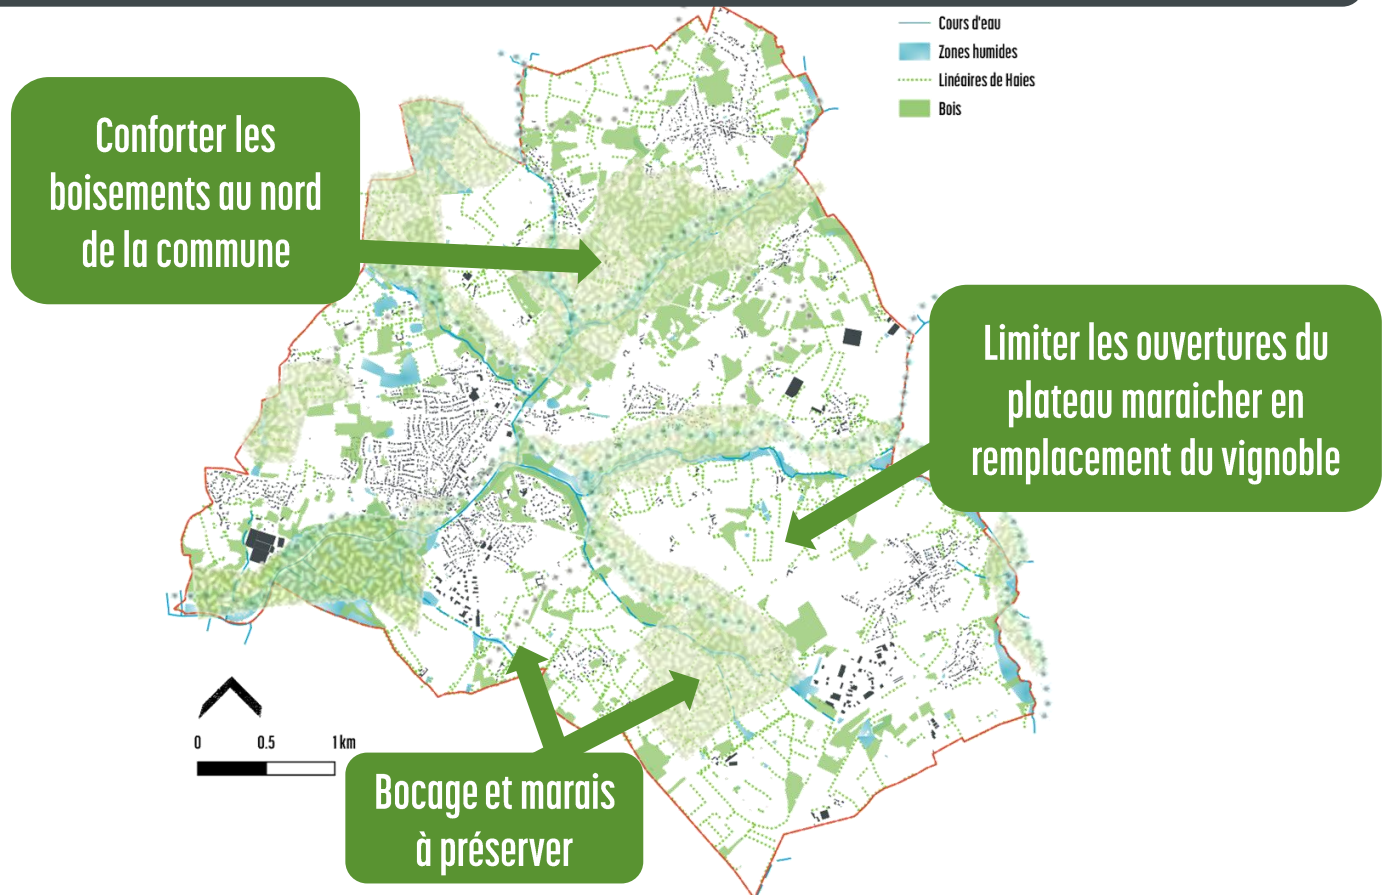 Cours d'eau
Zones humides
Linéaires de Haies
Bois
Conforter les
boisements au nord
de la commune
Limiter les ouvertures du
plateau maraicher en
remplacement du vignoble
0 0.5 1 km
Bocage et marais
à préserver